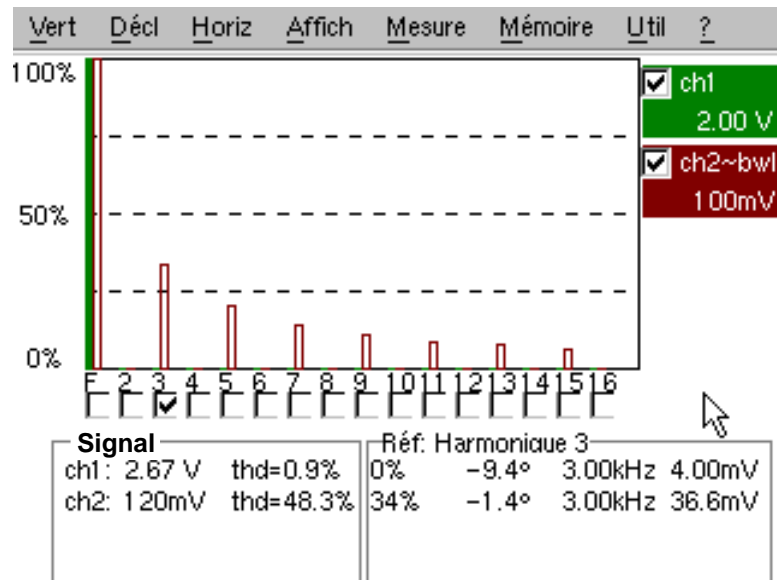 Vert Décl Horiz Affich Mesure Mémoire Util ?
100%
ch1
2.00 V
ch2~bwl
100mV
50%
0%
F 2 3 4 5 6 7 8 9 10 11 12 13 14 15 16
Signal
ch1: 2.67 V thd=0.9%
ch2: 120mV thd=48.3%
Réf: Harmonique 3
0% -9.4º 3.00kHz 4.00mV
34% -1.4º 3.00kHz 36.6mV